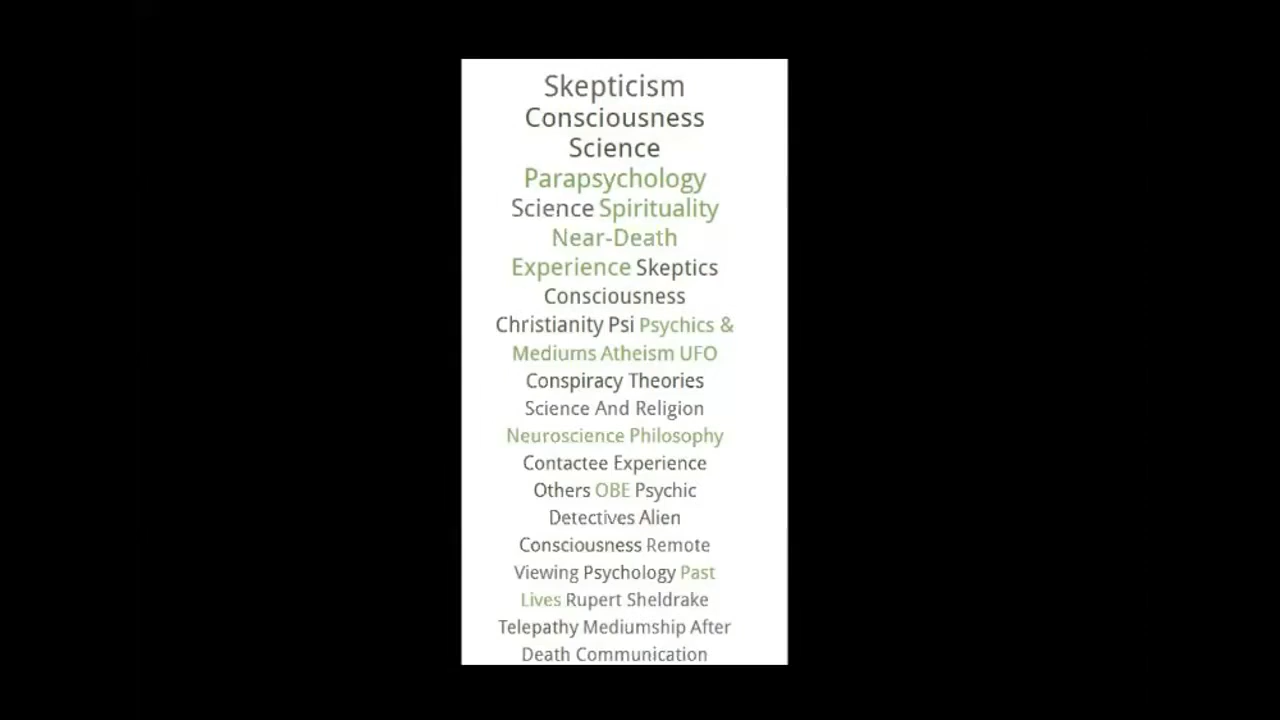 Skepticism
Consciousness
Science
Parapsychology
Science Spirituality
Near-Death
Experience Skeptics
Consciousness
Christianity Psi Psychics &
Mediums Atheism UFO
Conspiracy Theories
Science And Religion
Neuroscience Philosophy
Contactee Experience
Others OBE Psychic
Detectives Alien
Consciousness Remote
Viewing Psychology Past
Lives Rupert Sheldrake
Telepathy Mediumship After
Death Communication